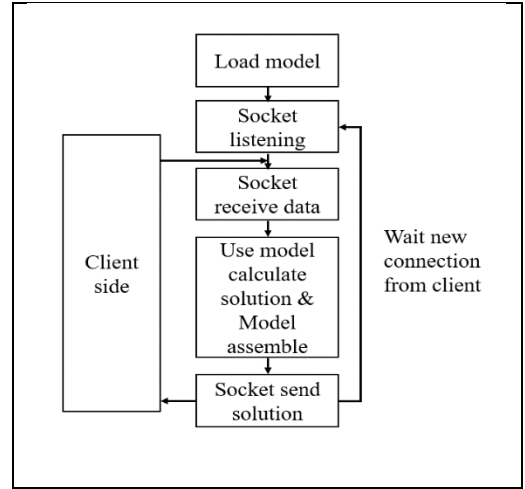 Load model
Socket
listening
Socket
receive data
Client
side
Use model
calculate
solution &
Model
assemble
Wait new
connection
from client
Socket send
solution